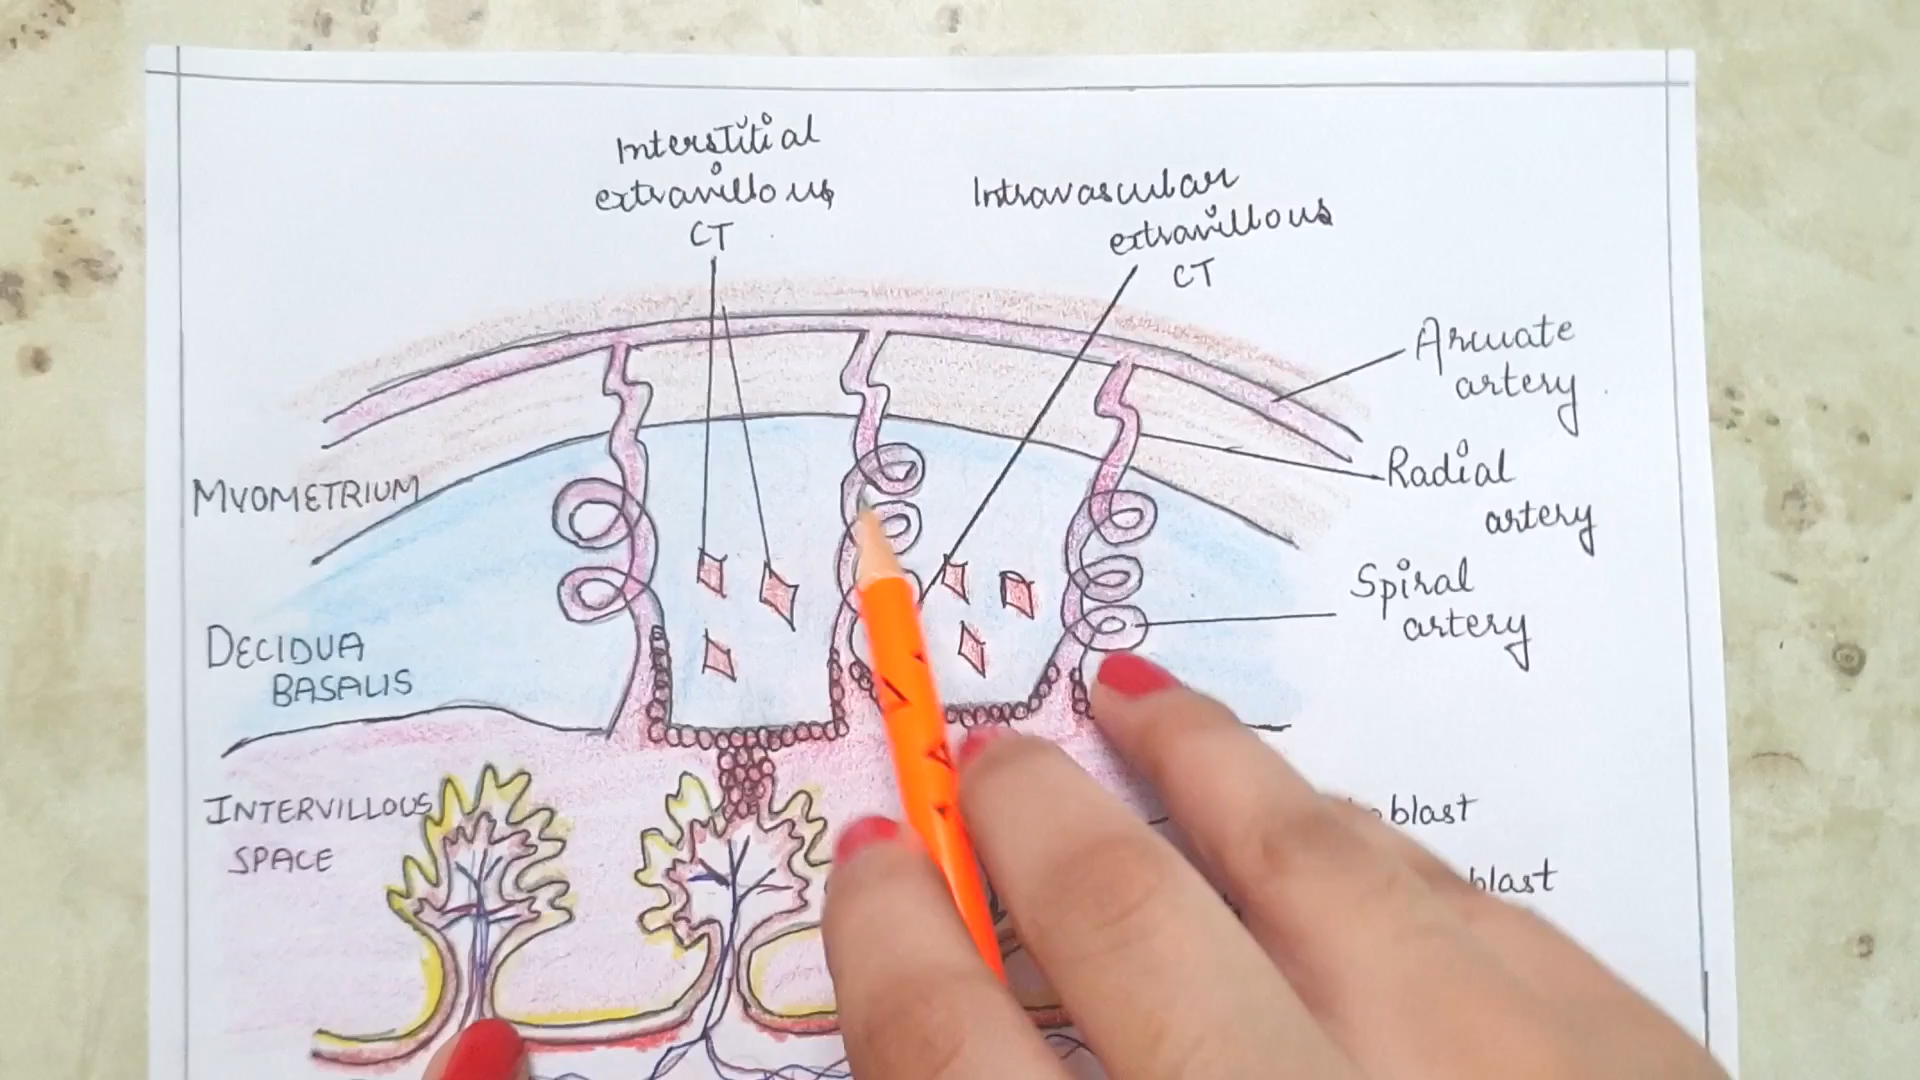 Interstitial
extravillous
CT
Intravascular
extravillous
CT
Arcuate
artery
Radial
artery
Spiral
artery
MYOMETRIUM
DECIDUA
BASALIS
INTERVILLOUS
SPACE
blast
blast